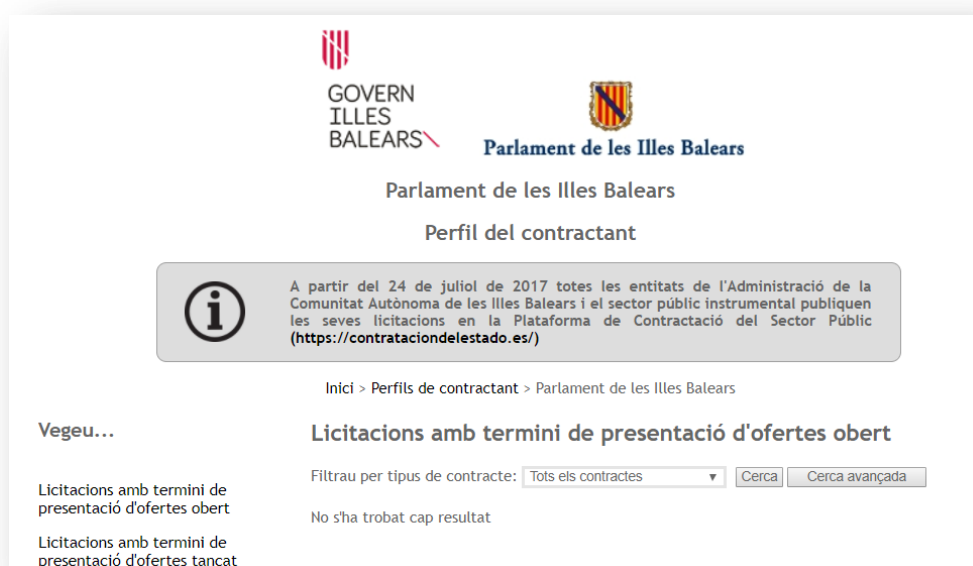 GOVERN
ILLES
BALEARS
Parlament de les Illes Balears
Parlament de les Illes Balears
Perfil del contractant
A partir del 24 de juliol de 2017 totes les entitats de l'Administració de la
Comunitat Autònoma de les Illes Balears i el sector públic instrumental publiquen
les seves licitacions en la Plataforma de Contractació del Sector Públic
(https://contrataciondelestado.es/)
Inici > Perfils de contractant > Parlament de les Illes Balears
Vegeu...
Licitacions amb termini de
presentació d'ofertes obert
Licitacions amb termini de
presentació d'ofertes tancat
Licitacions amb termini de presentació d'ofertes obert
Filtrau per tipus de contracte: Tots els contractes Cerca Cerca avançada
No s'ha trobat cap resultat